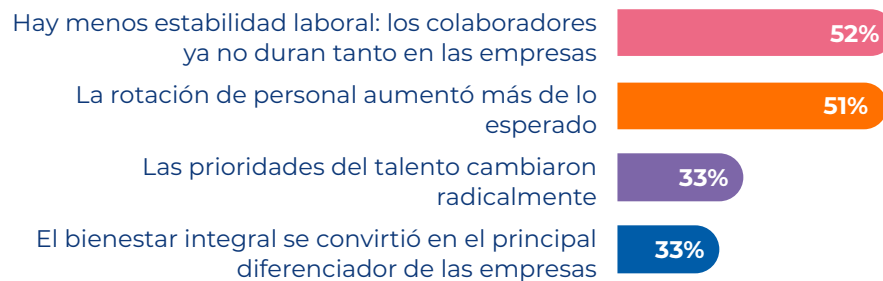 Hay menos estabilidad laboral: los colaboradores
ya no duran tanto en las empresas
52%
La rotación de personal aumentó más de lo
esperado
51%
Las prioridades del talento cambiaron
radicalmente
33%
El bienestar integral se convirtió en el principal
diferenciador de las empresas
33%